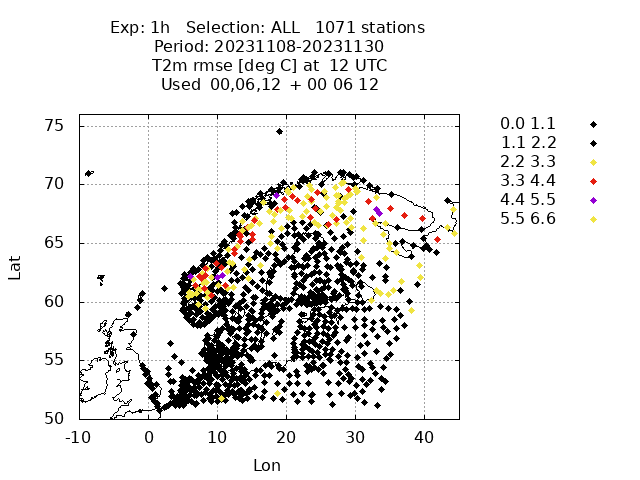 Exp: 1h Selection: ALL 1071 stations
Period: 20231108-20231130
T2m rmse [deg C] at 12 UTC
Used 00,06,12 + 00 06 12
75
70
65
60
55
50
-10 0 10 20 30 40
Lat
Lon
0.0 1.1
1.1 2.2
2.2 3.3
3.3 4.4
4.4 5.5
5.5 6.6